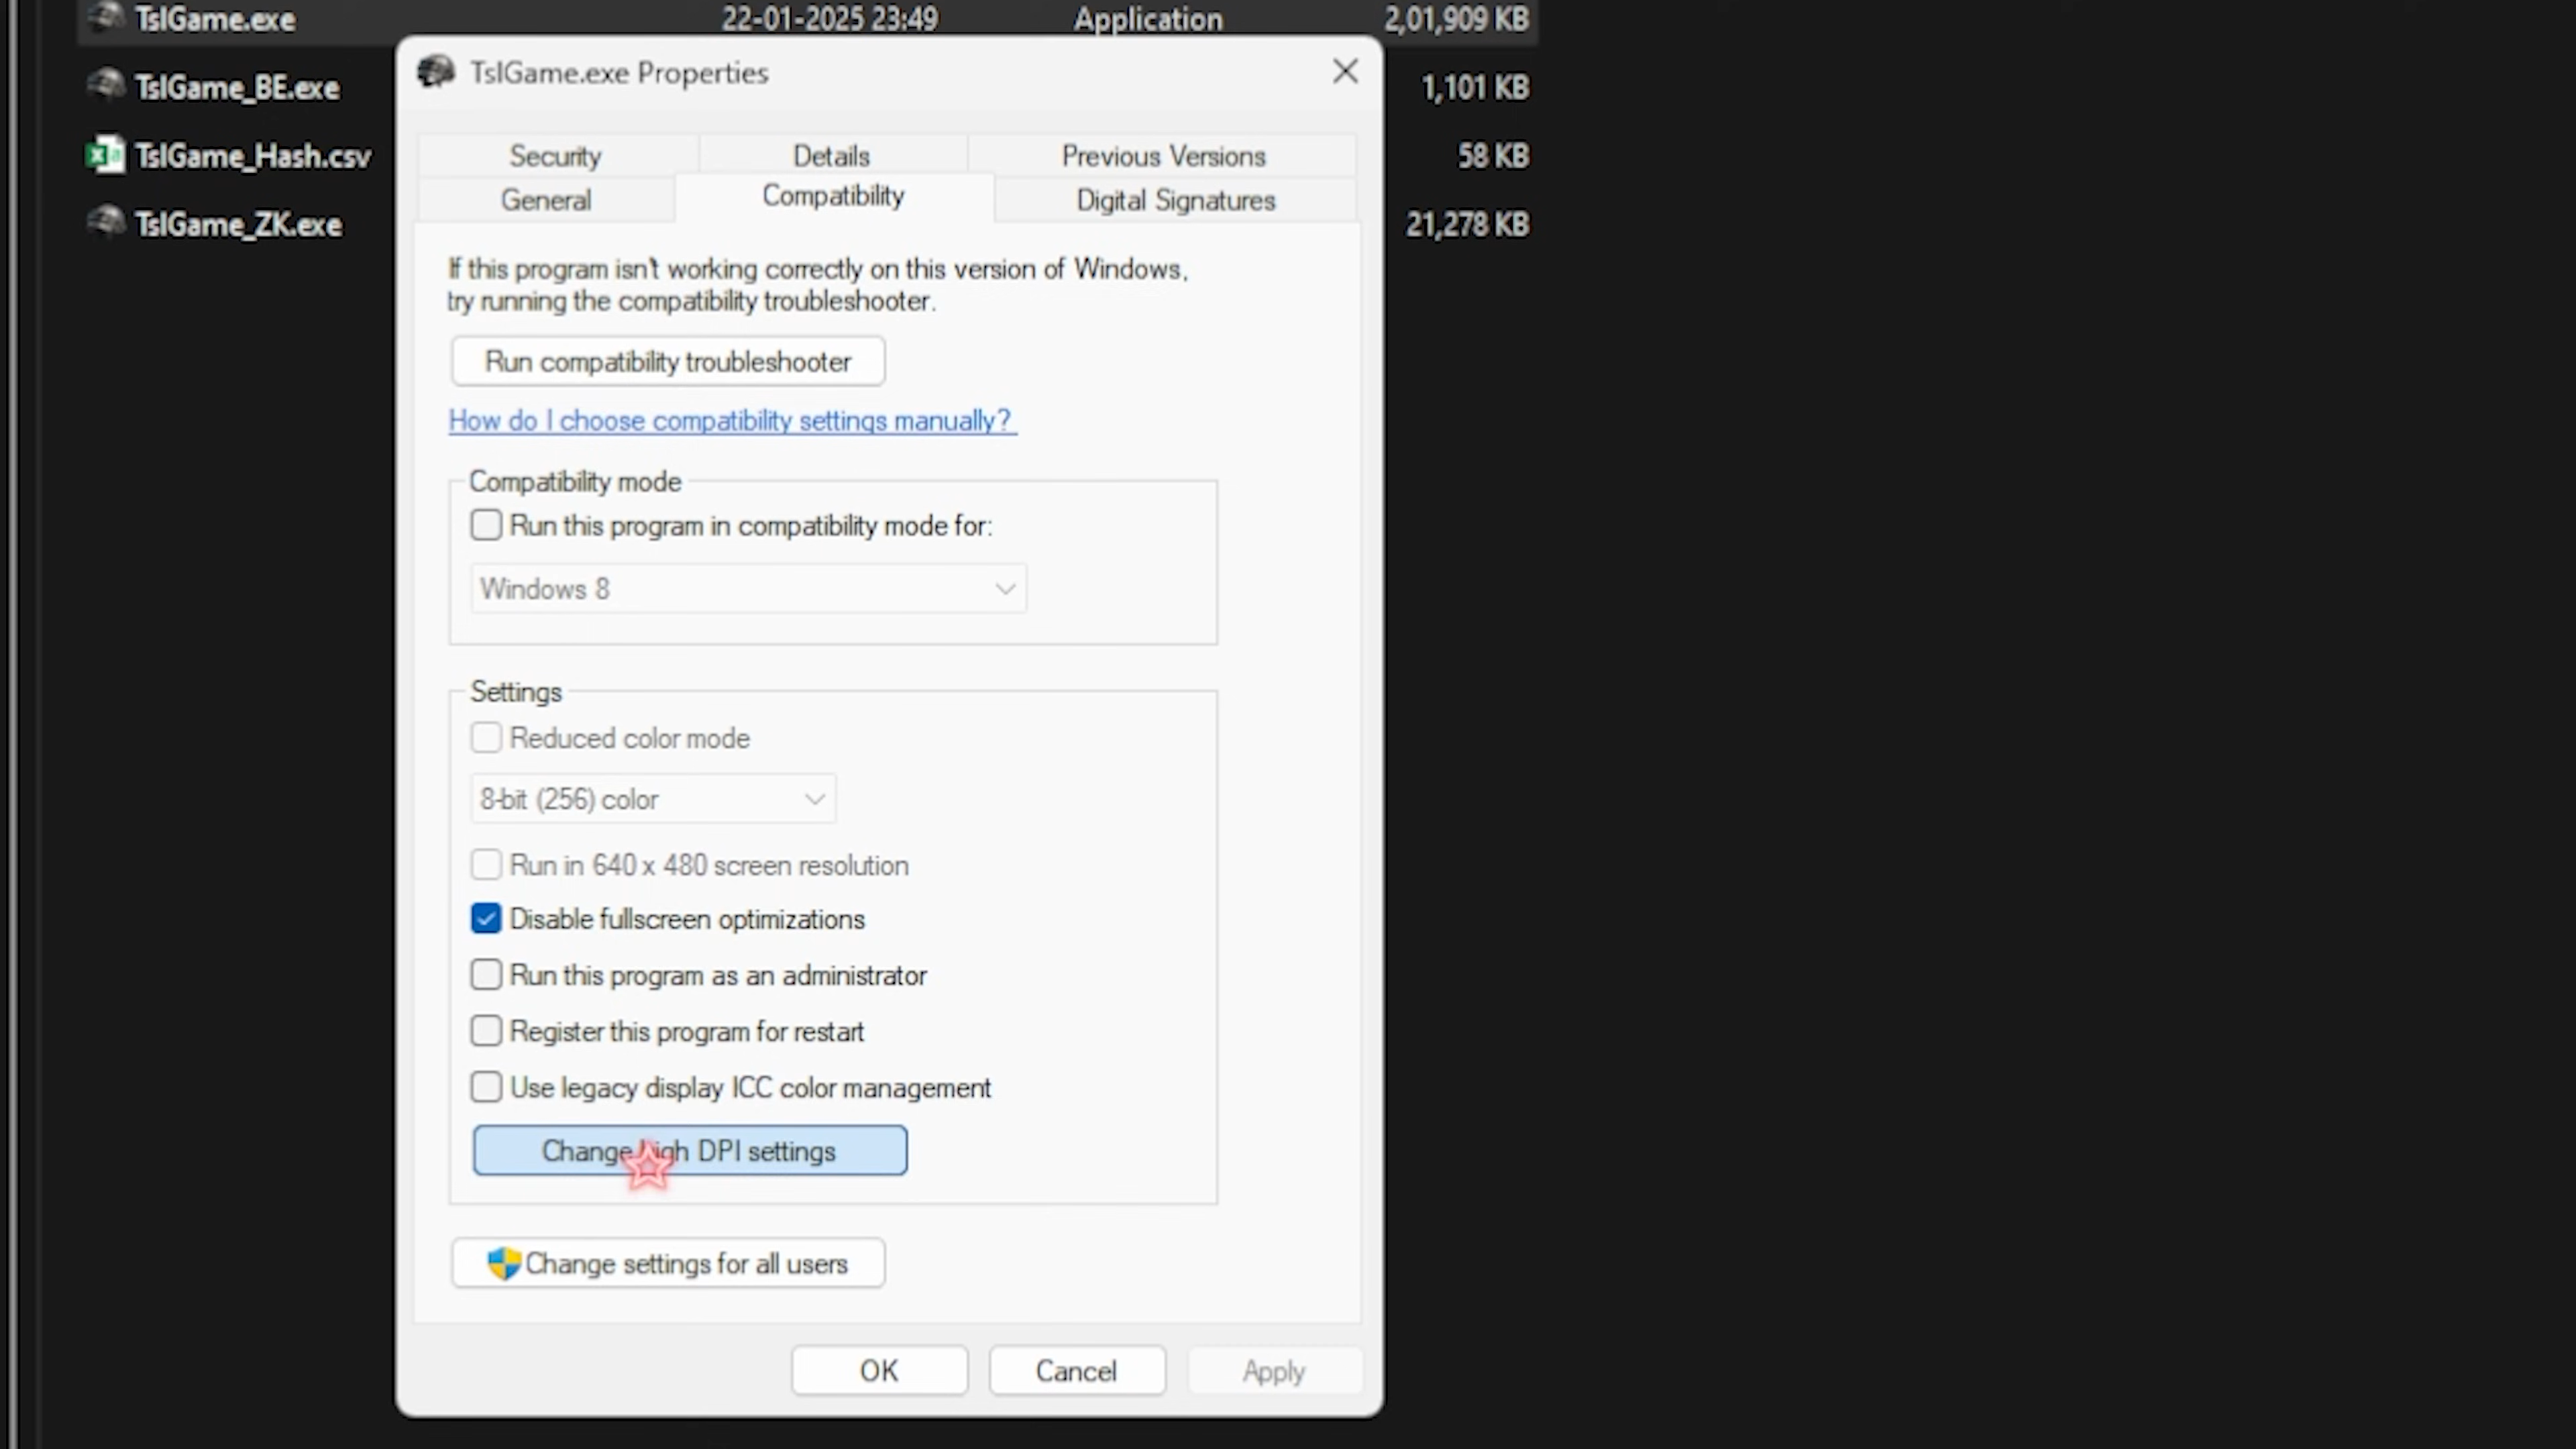 TslGame.exe 22-01-2025 23:49 Application 2,01,909 KB
TslGame_BE.exe 1,101 KB
TslGame_Hash.csv 58 KB
TslGame_ZK.exe 21,278 KB
TslGame.exe Properties
Security Details Previous Versions
General Compatibility Digital Signatures
If this program isn't working correctly on this version of Windows,
try running the compatibility troubleshooter.
Run compatibility troubleshooter
How do I choose compatibility settings manually?
Compatibility mode
Run this program in compatibility mode for:
Windows 8
Settings
Reduced color mode
8-bit (256) color
Run in 640 x 480 screen resolution
Disable fullscreen optimizations
Run this program as an administrator
Register this program for restart
Use legacy display ICC color management
Change high DPI settings
Change settings for all users
OK Cancel Apply